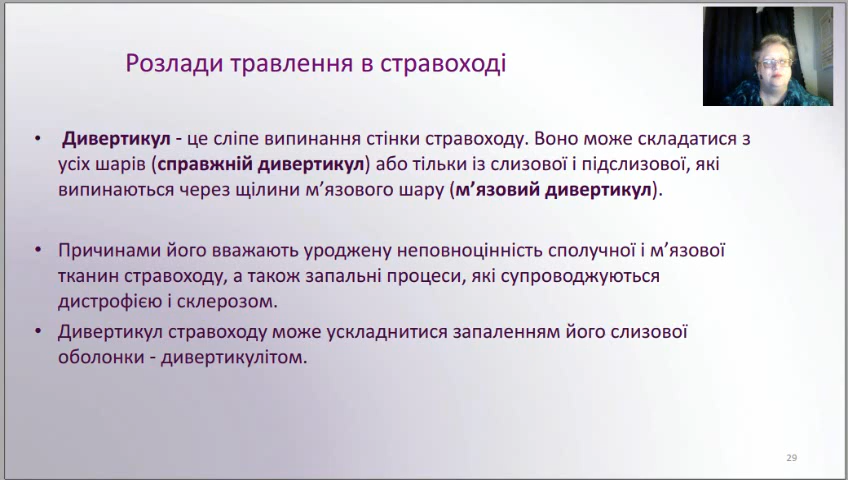 Розлади травлення в стравоході
• Дивертикул - це сліпе випинання стінки стравоходу. Воно може складатися з
усіх шарів (справжній дивертикул) або тільки із слизової і підслизової, які
випинаються через щілини м’язового шару (м’язовий дивертикул).
• Причинами його вважають уроджену неповноцінність сполучної і м’язової
тканин стравоходу, а також запальні процеси, які супроводжуються
дистрофією і склерозом.
• Дивертикул стравоходу може ускладнитися запаленням його слизової
оболонки - дивертикулітом.
29